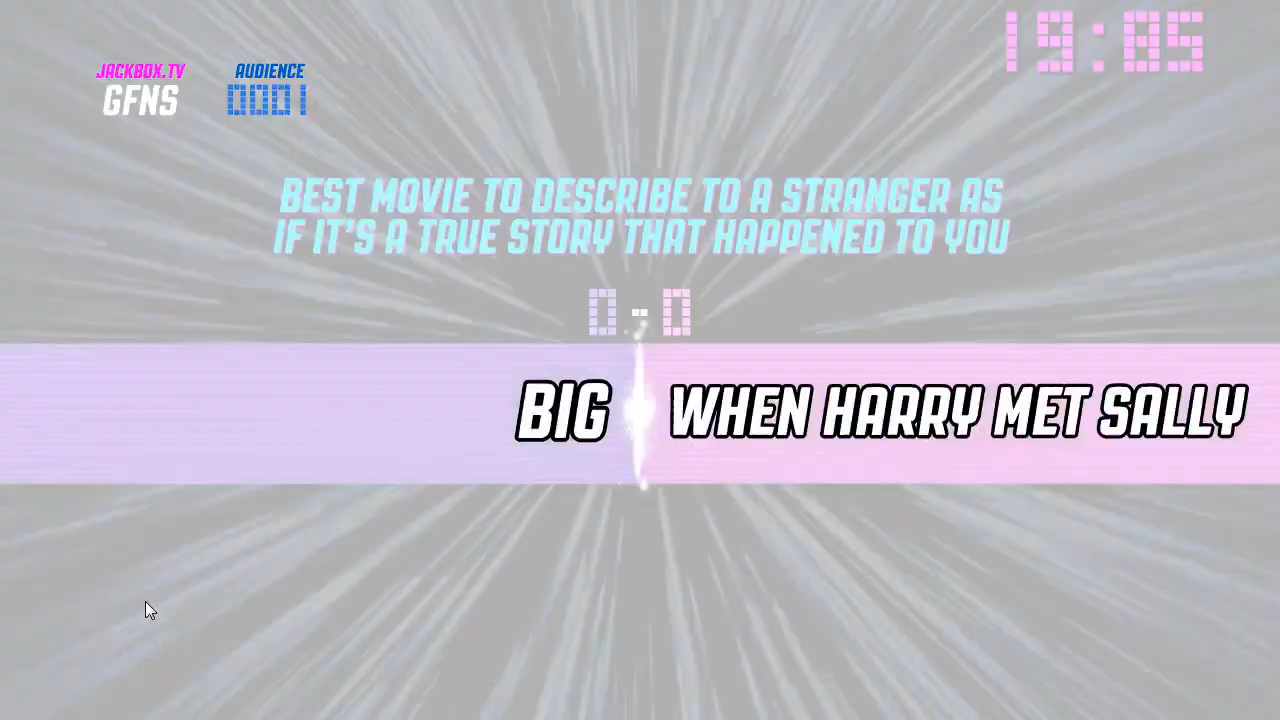 19:85
JACKBOX.TV
AUDIENCE
GFNS
0001
BEST MOVIE TO DESCRIBE TO A STRANGER AS
IF IT'S A TRUE STORY THAT HAPPENED TO YOU
0-0
BIG
WHEN HARRY MET SALLY